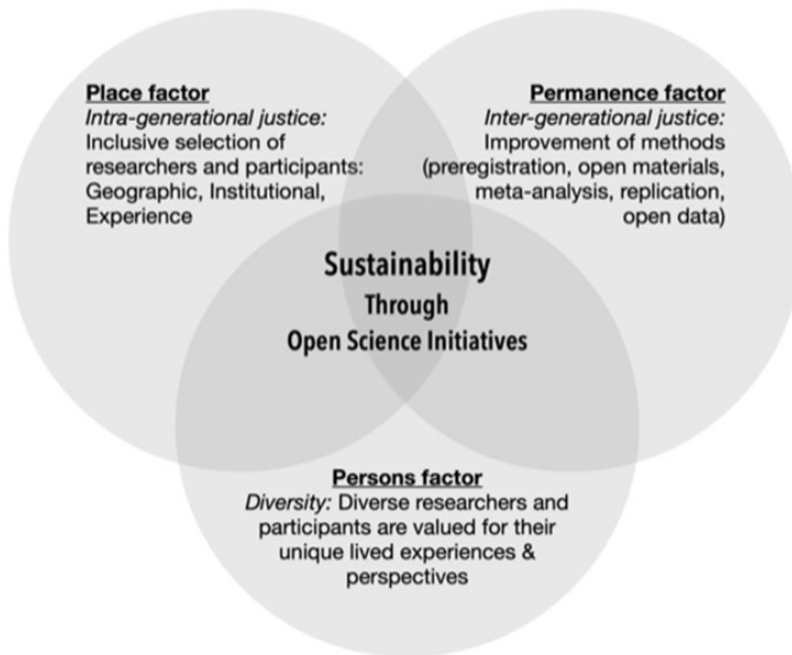 Place factor
Intra-generational justice:
Inclusive selection of
researchers and participants:
Geographic, Institutional,
Experience
Permanence factor
Inter-generational justice:
Improvement of methods
(preregistration, open materials,
meta-analysis, replication,
open data)
Sustainability
Through
Open Science Initiatives
Persons factor
Diversity: Diverse researchers and
participants are valued for their
unique lived experiences &
perspectives